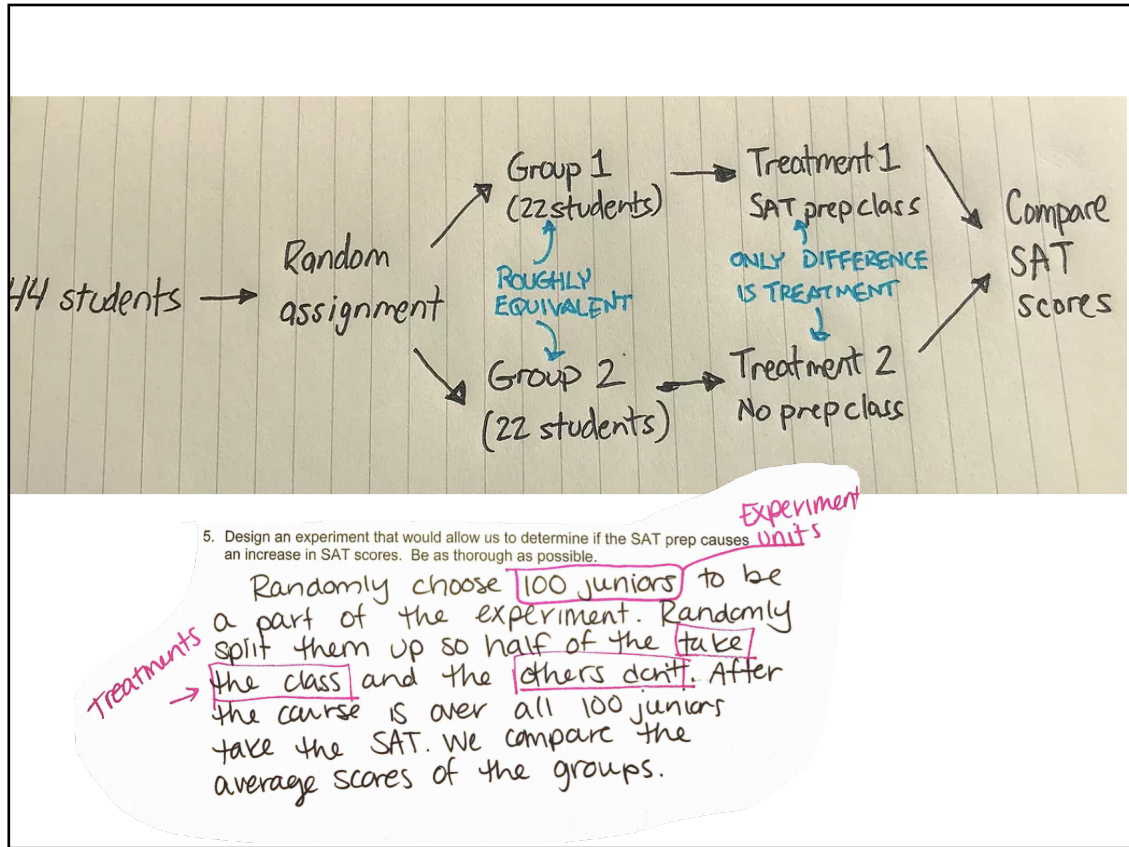 44 students
Random
assignment
Group 1
(22 students)
ROUGHLY
EQUIVALENT
Group 2
(22 students)
Treatment 1
SAT prep class
ONLY DIFFERENCE
IS TREATMENT
Treatment 2
No prep class
Compare
SAT
scores
Experiment
units
5. Design an experiment that would allow us to determine if the SAT prep causes
an increase in SAT scores. Be as thorough as possible.
Randomly choose 100 juniors to be
a part of the experiment. Randomly
split them up so half of the take
the class and the others don't. After
the course is over all 100 juniors
take the SAT. We compare the
average scores of the groups.
Treatments